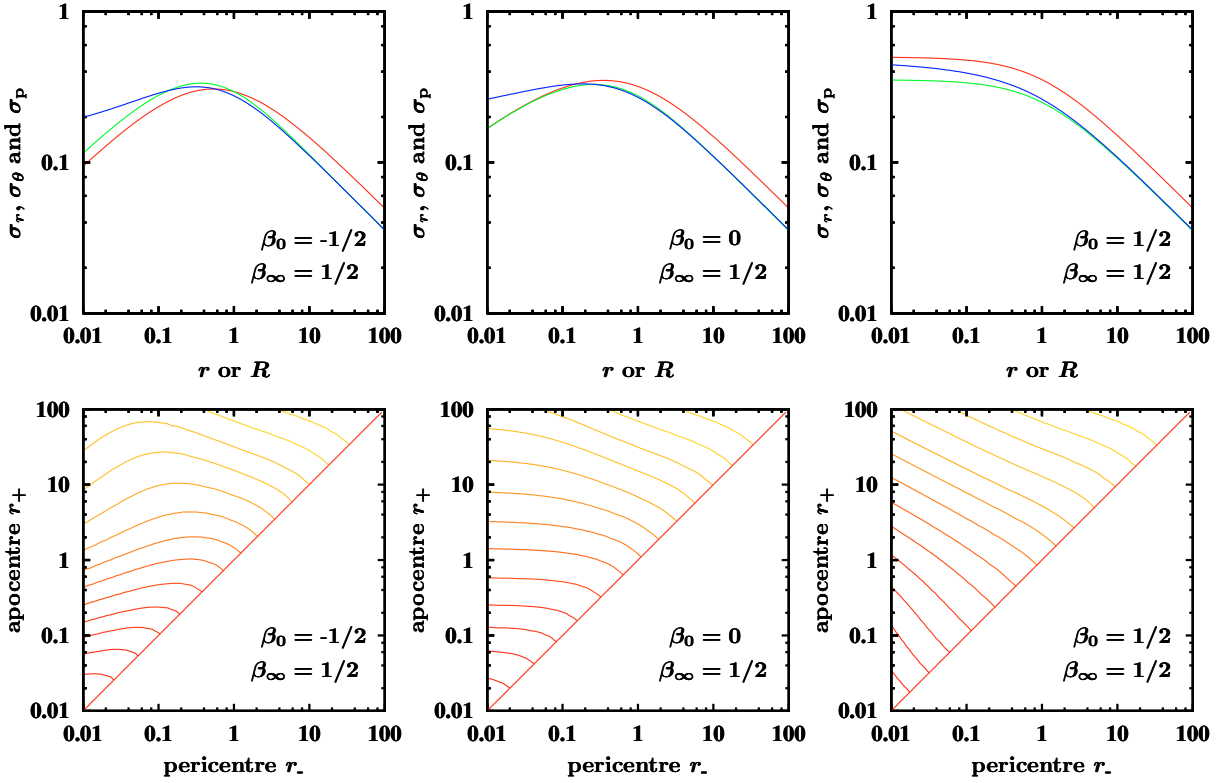 σr, σθ and σp
1
0.1
0.01
β0 = -1/2
β∞ = 1/2
0.01 0.1 1 10 100
r or R
σr, σθ and σp
1
0.1
0.01
β0 = 0
β∞ = 1/2
0.01 0.1 1 10 100
r or R
σr, σθ and σp
1
0.1
0.01
β0 = 1/2
β∞ = 1/2
0.01 0.1 1 10 100
r or R
apocentre r+
100
10
1
0.1
0.01
β0 = -1/2
β∞ = 1/2
0.01 0.1 1 10 100
pericentre r-
apocentre r+
100
10
1
0.1
0.01
β0 = 0
β∞ = 1/2
0.01 0.1 1 10 100
pericentre r-
apocentre r+
100
10
1
0.1
0.01
β0 = 1/2
β∞ = 1/2
0.01 0.1 1 10 100
pericentre r-